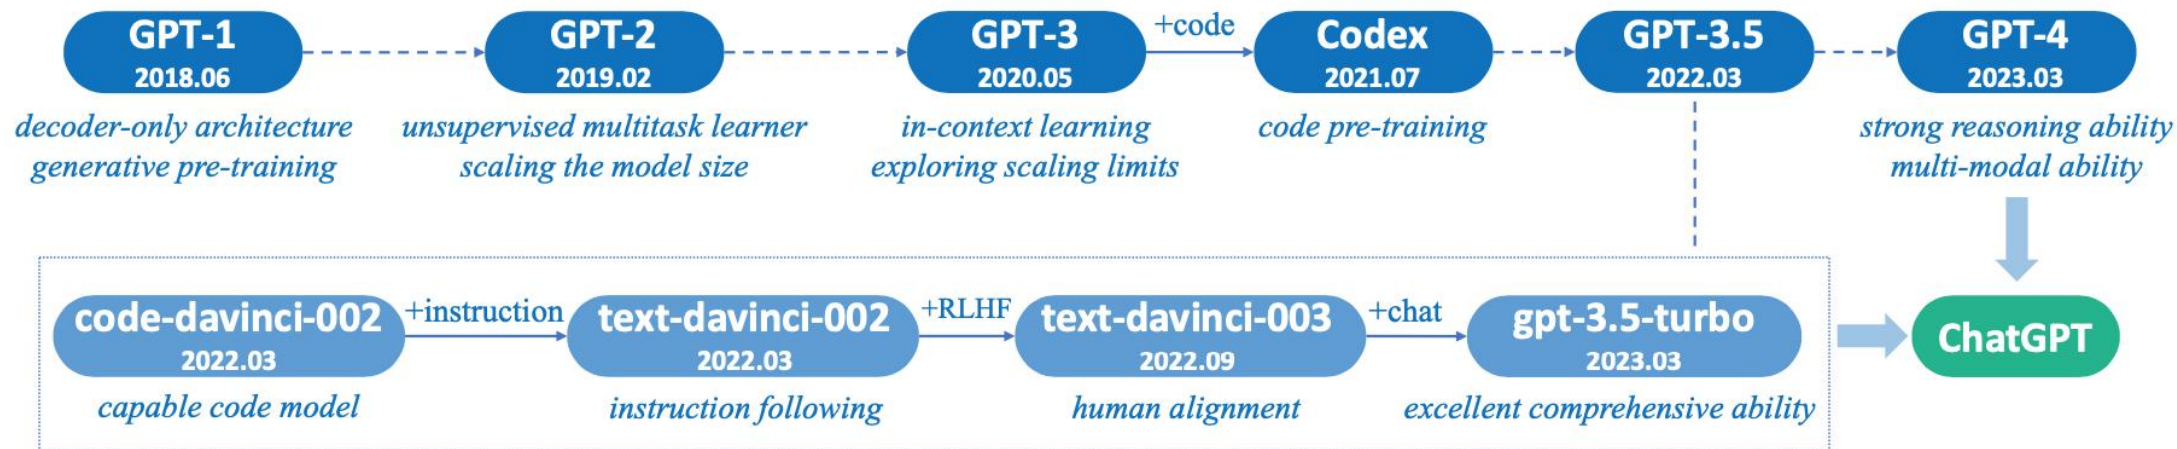 GPT-1
2018.06
decoder-only architecture
generative pre-training
GPT-2
2019.02
unsupervised multitask learner
scaling the model size
GPT-3
2020.05
in-context learning
exploring scaling limits
+code
Codex
2021.07
code pre-training
GPT-3.5
2022.03
GPT-4
2023.03
strong reasoning ability
multi-modal ability
code-davinci-002
2022.03
capable code model
+instruction
text-davinci-002
2022.03
instruction following
+RLHF
text-davinci-003
2022.09
human alignment
+chat
gpt-3.5-turbo
2023.03
excellent comprehensive ability
ChatGPT